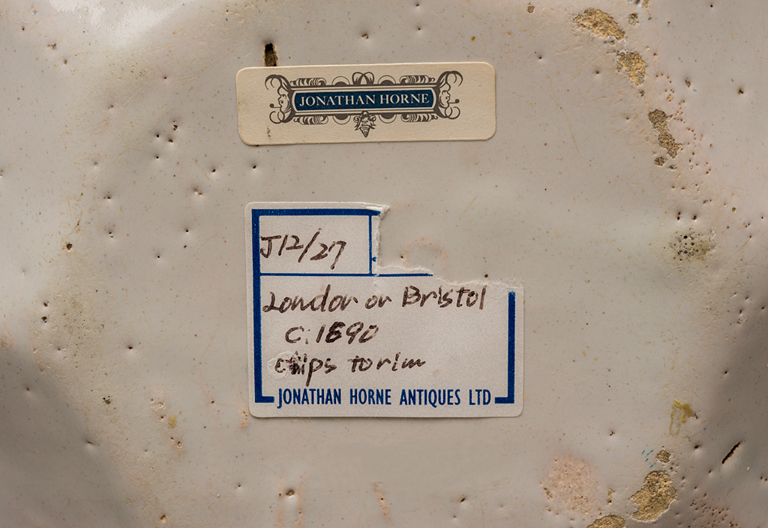 JONATHAN HORNE
J12/27
London or Bristol
C. 1690
chips to rim
JONATHAN HORNE ANTIQUES LTD